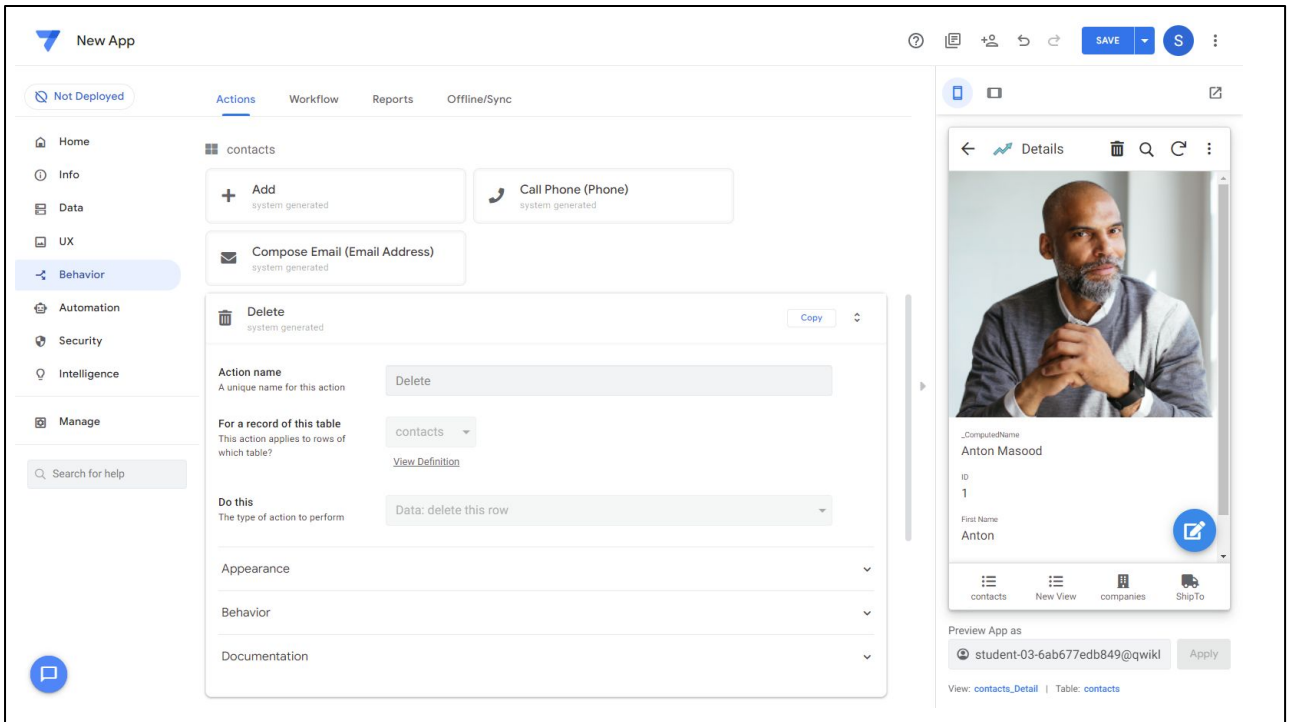 New App
SAVE
S
Not Deployed
Actions Workflow Reports Offline/Sync
Home
Info
Data
UX
Behavior
Automation
Security
Intelligence
Manage
Search for help
contacts
Add
system generated
Call Phone (Phone)
system generated
Compose Email (Email Address)
system generated
Delete
system generated
Copy
Action name
A unique name for this action
Delete
For a record of this table
This action applies to rows of
which table?
contacts
View Definition
Do this
The type of action to perform
Data: delete this row
Appearance
Behavior
Documentation
Details
_ComputedName
Anton Masood
ID
1
First Name
Anton
contacts New View companies ShipTo
Preview App as
student-03-6ab677edb849@qwikl
Apply
View: contacts_Detail | Table: contacts